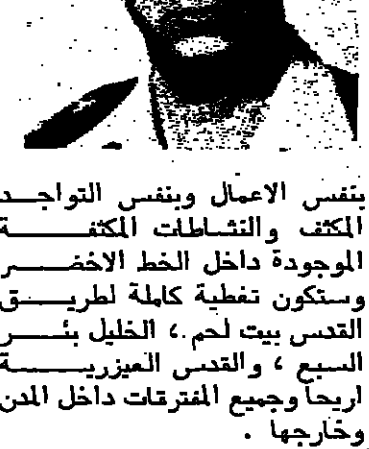 بنفس الاعمال وبنفس التواجد
المكثف والنشاطات المكثفة
الموجودة داخل الخط الاخضر
وستكون تغطية كاملة لطريق
القدس بيت لحم ، الخليل بئر
السبع ، والقدس العيزرية
اريحا وجميع المفترقات داخل المدن
وخارجها .